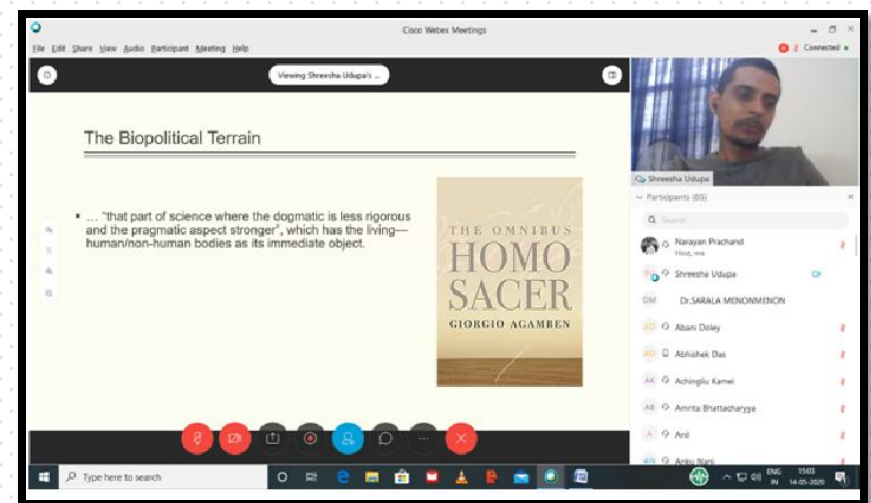 Cisco Webex Meetings
File Edit Share View Audio Participant Meeting Help
Connected
Viewing Shreesha Udupa's ...
The Biopolitical Terrain
▪ ... "that part of science where the dogmatic is less rigorous
and the pragmatic aspect stronger", which has the living—
human/non-human bodies as its immediate object.
THE OMNIBUS
HOMO
SACER
GIORGIO AGAMBEN
Shreesha Udupa
Participants (85)
Search
Narayan Prachand
Host, me
Shreesha Udupa
DM Dr.SARALA MENONMENON
AD Abani Doley
AD Abhishek Das
AK Achingliu Kamei
AB Amrita Bhattacharyya
A Anil
AN Anku Nani
Type here to search
ENG 15:03
IN 14-05-2020